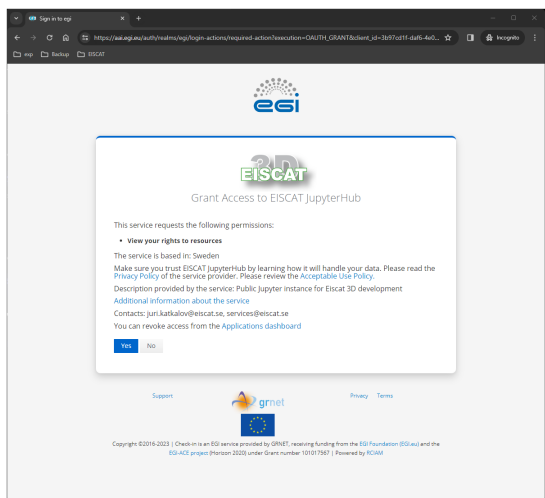 Sign in to egi
https://aai.egi.eu/auth/realms/egi/login-actions/required-action?execution=OAUTH_GRANT&client_id=3b97cd1f-daf6-4e0...
Incognito
exp
Backup
EISCAT
egi
3D
EISCAT
Grant Access to EISCAT JupyterHub
This service requests the following permissions:
• View your rights to resources
The service is based in: Sweden
Make sure you trust EISCAT JupyterHub by learning how it will handle your data. Please read the
Privacy Policy of the service provider. Please review the Acceptable Use Policy.
Description provided by the service: Public Jupyter instance for Eiscat 3D development
Additional information about the service
Contacts: juri.katkalov@eiscat.se, services@eiscat.se
You can revoke access from the Applications dashboard
Yes No
Support
grnet
Privacy Terms
Copyright ©2016-2023 | Check-in is an EGI service provided by GRNET, receiving funding from the EGI Foundation (EGI.eu) and the
EGI-ACE project (Horizon 2020) under Grant number 101017567 | Powered by RCIAM